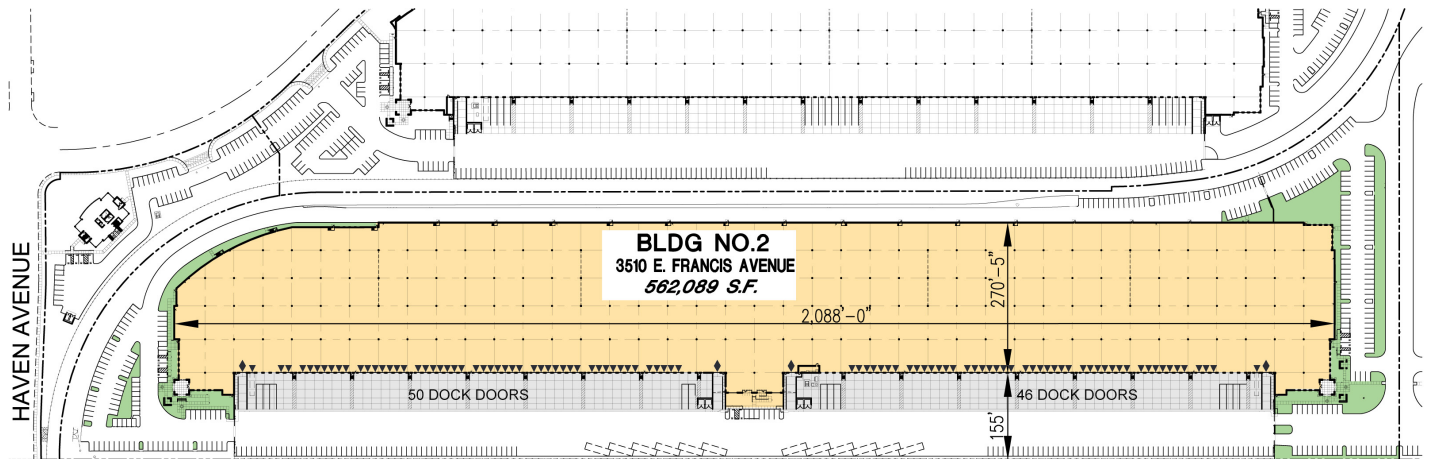 BLDG NO.2
3510 E. FRANCIS AVENUE
562,089 S.F.
270'-5"
2,088'-0"
HAVEN AVENUE
50 DOCK DOORS
46 DOCK DOORS
155'